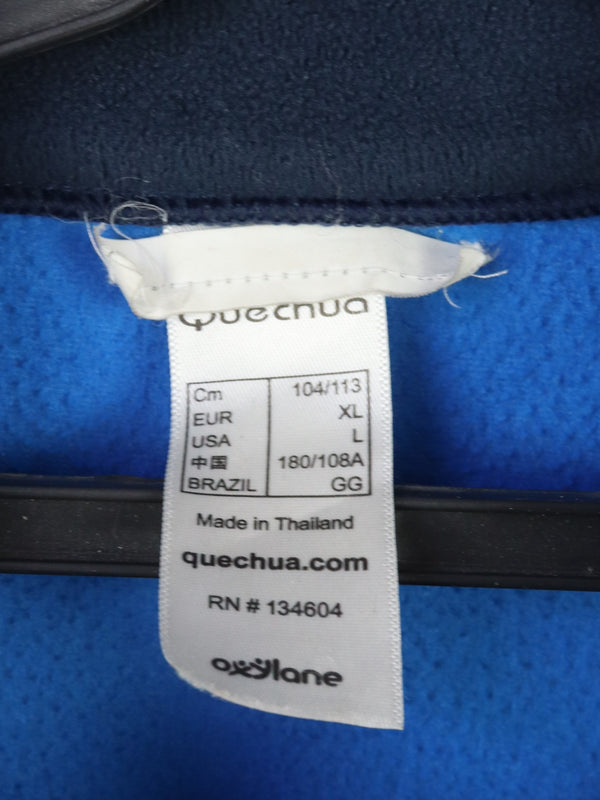 Quechua
Cm 104/113
EUR XL
USA L
中国 180/108A
BRAZIL GG
Made in Thailand
quechua.com
RN # 134604
oxylane